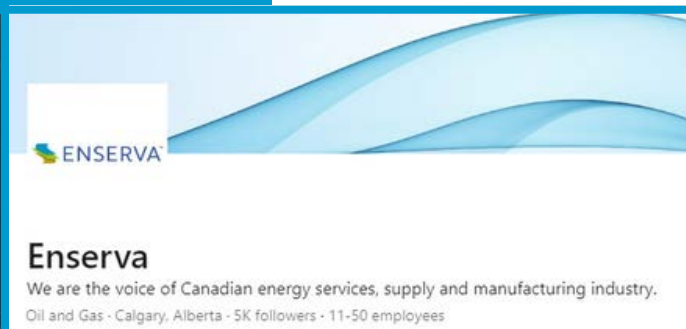 ENSERVA
Enserva
We are the voice of Canadian energy services, supply and manufacturing industry.
Oil and Gas · Calgary, Alberta · 5K followers · 11-50 employees